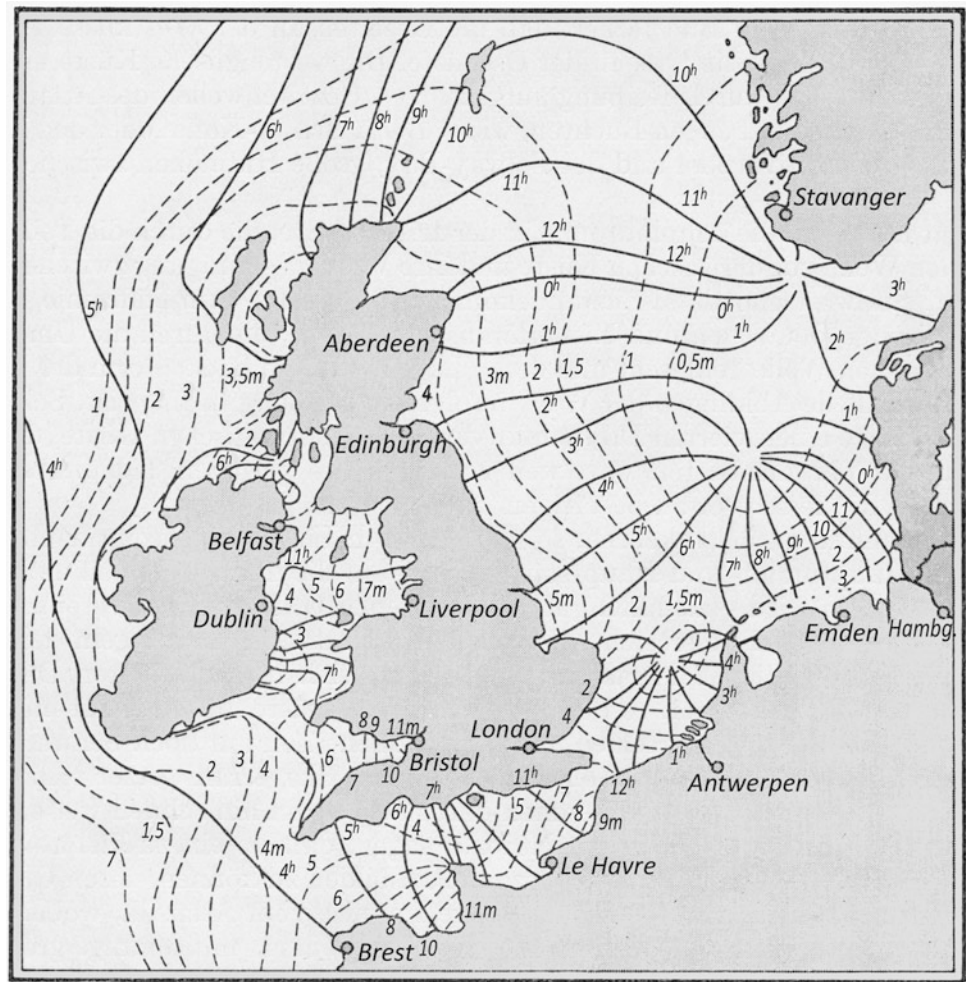 6ʰ
7ʰ
8ʰ
9ʰ
10ʰ
10ʰ
11ʰ
11ʰ
Stavanger
12ʰ
12ʰ
0ʰ
0ʰ
3ʰ
5ʰ
Aberdeen
1ʰ
1ʰ
2ʰ
1
2
3
3,5m
4
3m
2
1,5
1
0,5m
2ʰ
1ʰ
Edinburgh
3ʰ
2
6ʰ
4ʰ
4ʰ
0ʰ
11
10
9ʰ
8ʰ
7ʰ
6ʰ
5ʰ
2
3
Belfast
11ʰ
5
6
7m
4
Liverpool
Dublin
5m
2
1,5m
Emden
Hambg.
3
7ʰ
4ʰ
3ʰ
2
4
London
1ʰ
12ʰ
Antwerpen
8
9
11m
Bristol
6
7
10
2
3
4
11ʰ
7ʰ
6ʰ
5ʰ
4
5
7
8
9m
1,5
7
4m
4ʰ
5
6
8
10
11m
Le Havre
Brest